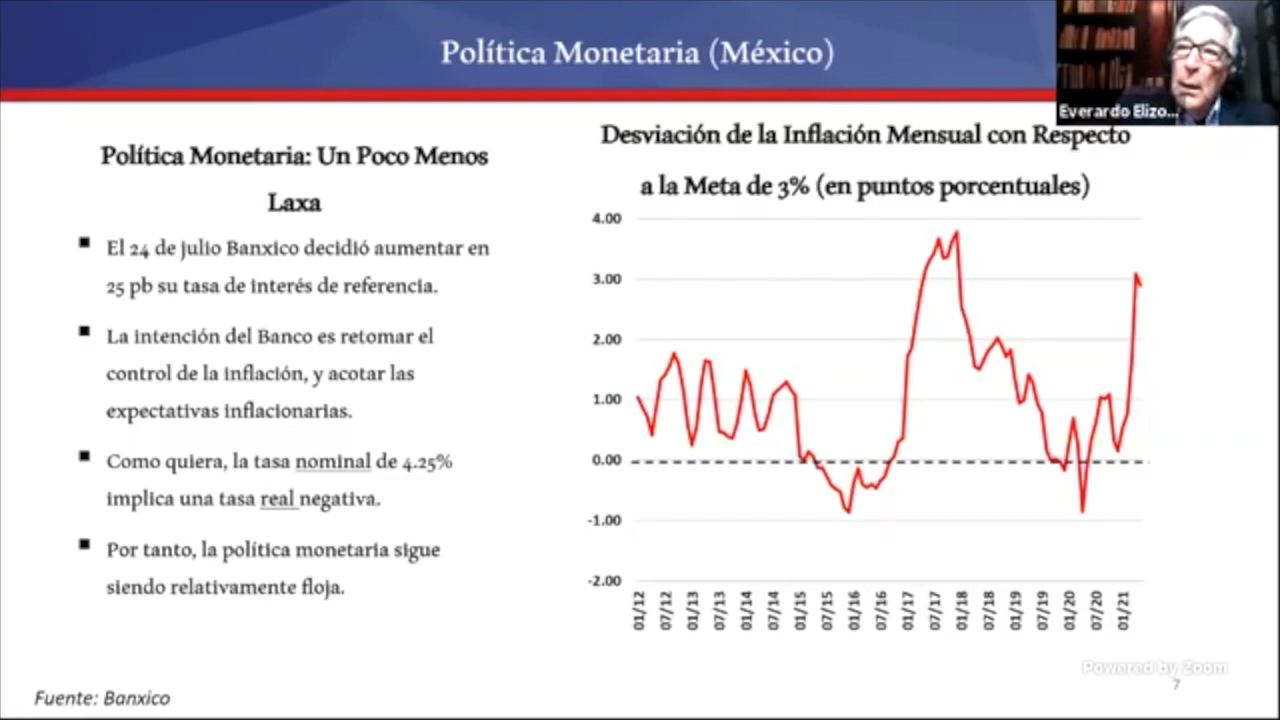 Política Monetaria (México)
Everardo Elizo...
Política Monetaria: Un Poco Menos
Laxa
▪ El 24 de julio Banxico decidió aumentar en
25 pb su tasa de interés de referencia.
▪ La intención del Banco es retomar el
control de la inflación, y acotar las
expectativas inflacionarias.
▪ Como quiera, la tasa nominal de 4.25%
implica una tasa real negativa.
▪ Por tanto, la política monetaria sigue
siendo relativamente floja.
Desviación de la Inflación Mensual con Respecto
a la Meta de 3% (en puntos porcentuales)
4.00
3.00
2.00
1.00
0.00
-1.00
-2.00
01/12
07/12
01/13
07/13
01/14
07/14
01/15
07/15
01/16
07/16
01/17
07/17
01/18
07/18
01/19
07/19
01/20
07/20
01/21
Powered by Zoom
7
Fuente: Banxico